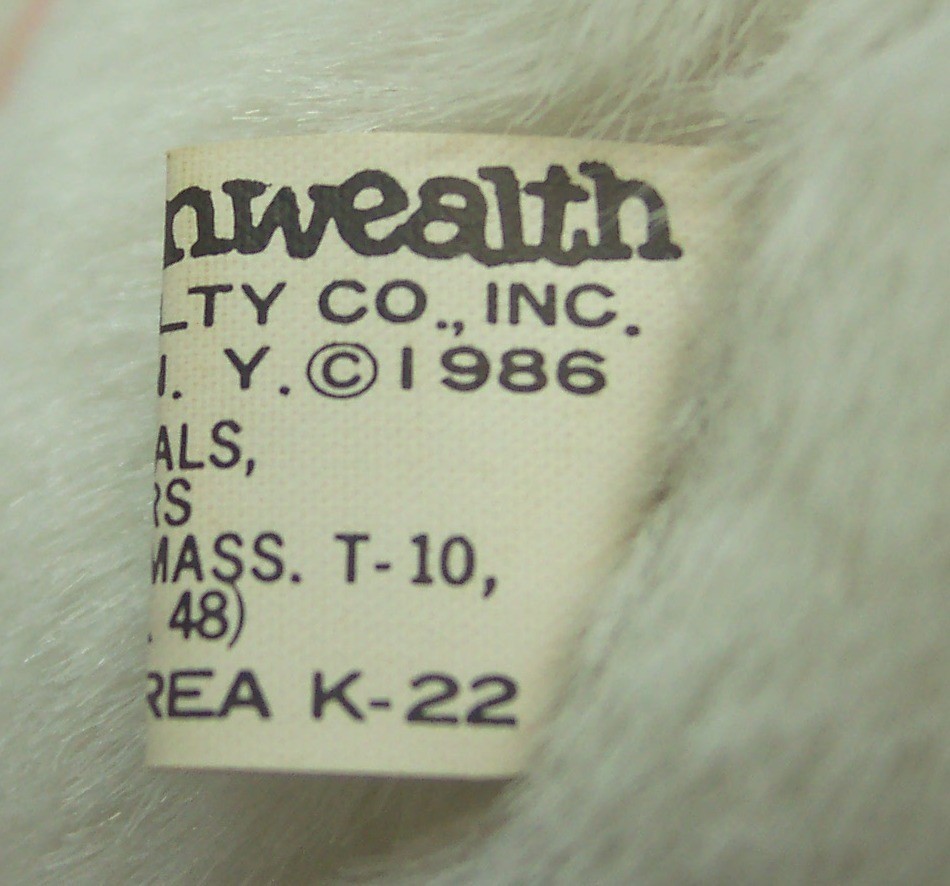 nwealth
LTY CO., INC.
. Y. ©1986
ALS,
RS
MASS. T-10,
. 48)
REA K-22